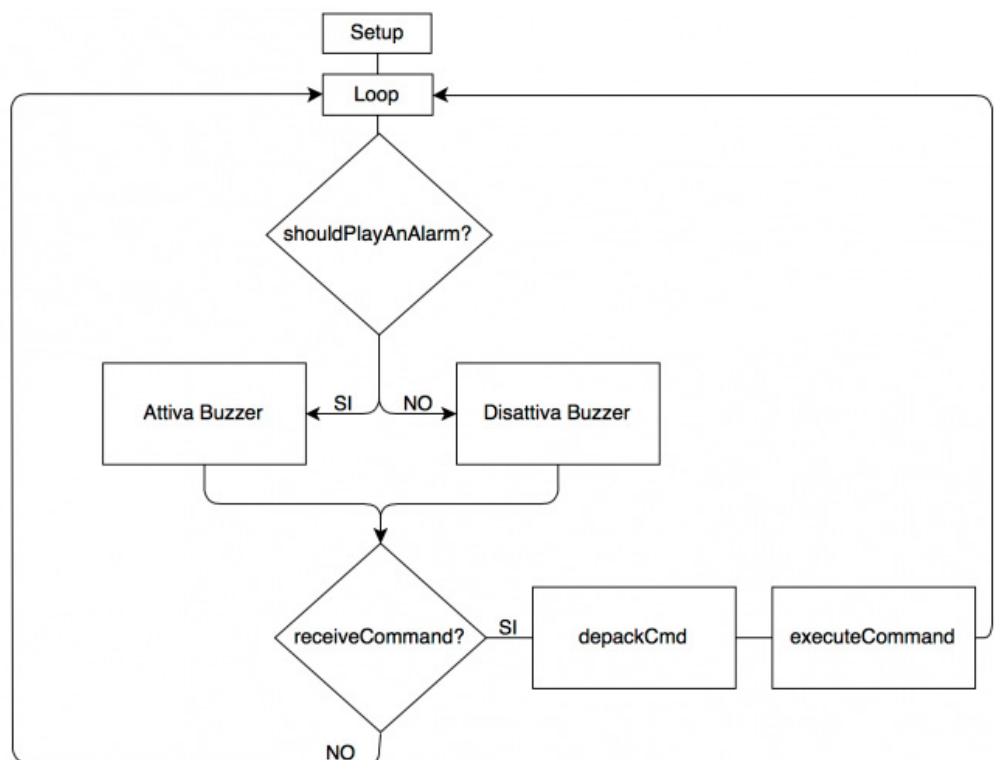 Setup
Loop
shouldPlayAnAlarm?
SI
NO
Attiva Buzzer
Disattiva Buzzer
receiveCommand?
SI
depackCmd
executeCommand
NO